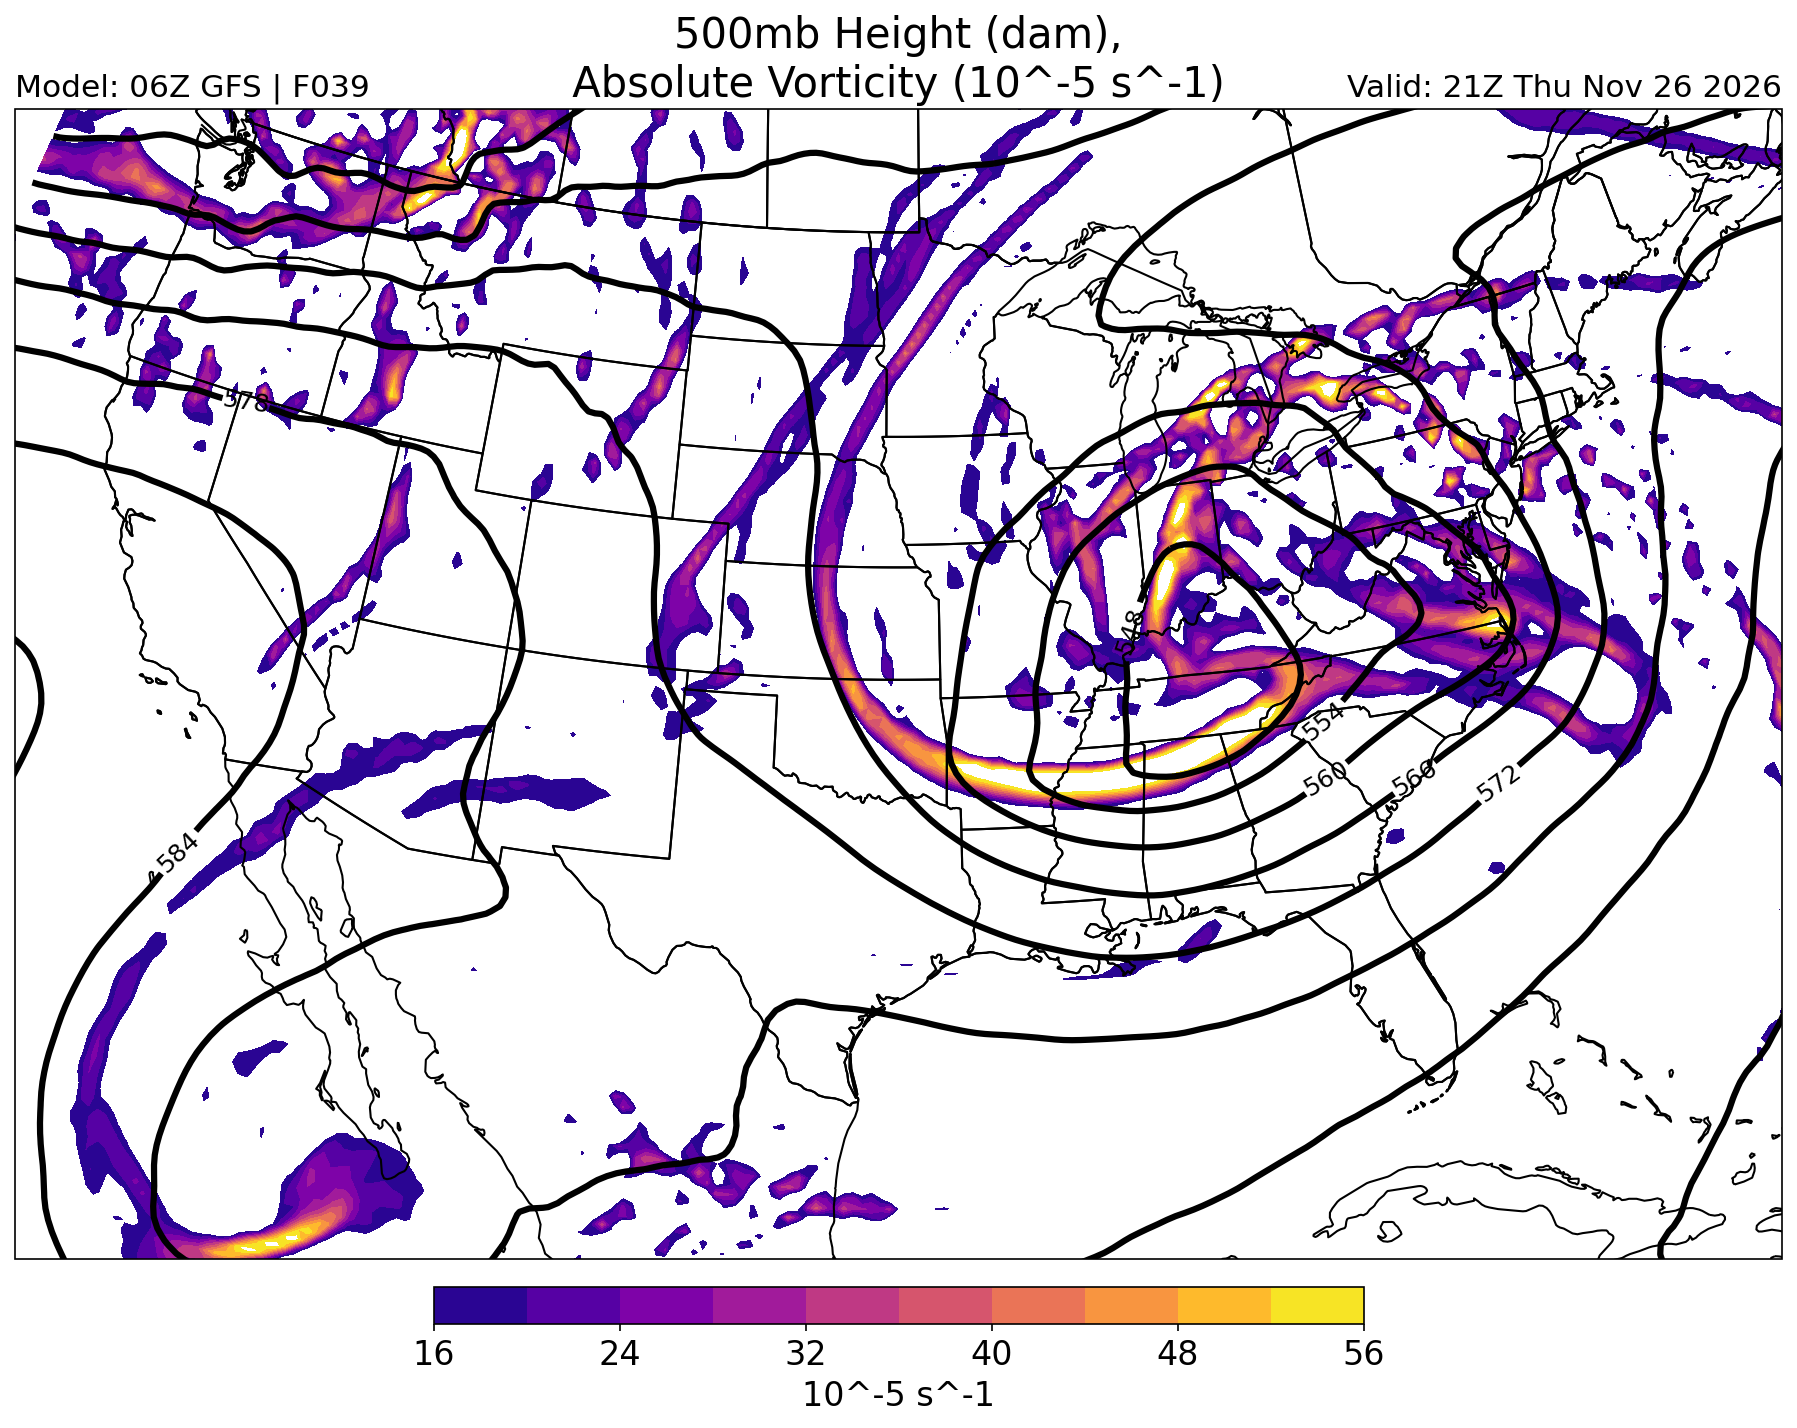 500mb Height (dam),
Model: 06Z GFS | F039
Absolute Vorticity (10^-5 s^-1)
Valid: 21Z Thu Nov 26 2026
578
548
554
560
566
572
584
16 24 32 40 48 56
10^-5 s^-1